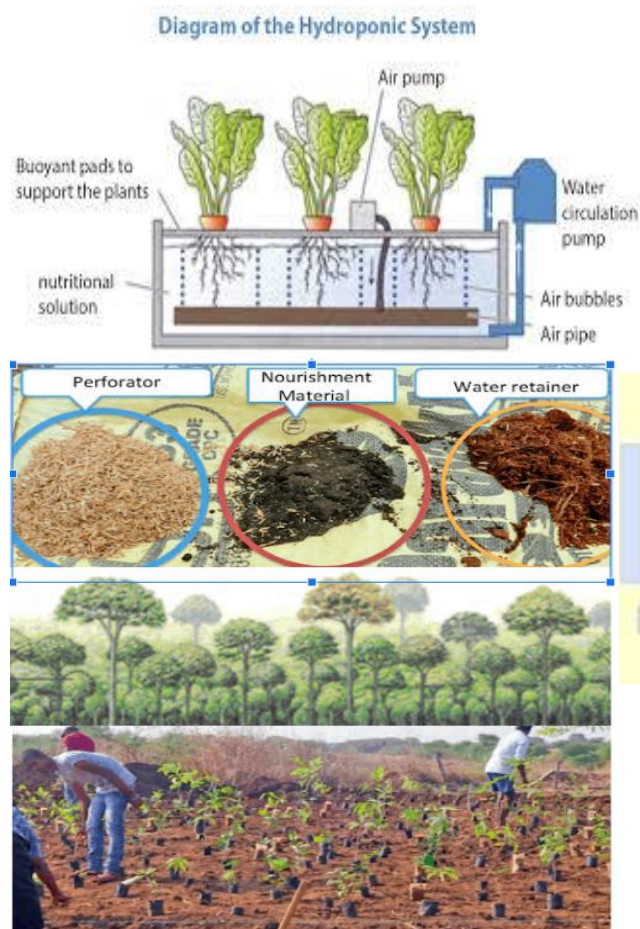 Diagram of the Hydroponic System
Air pump
Buoyant pads to
support the plants
Water
circulation
pump
nutritional
solution
Air bubbles
Air pipe
Perforator
Nourishment
Material
Water retainer